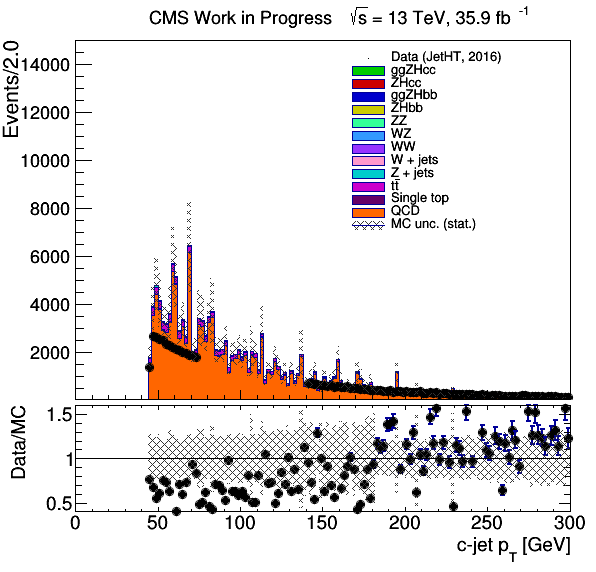 CMS Work in Progress √s = 13 TeV, 35.9 fb⁻¹
Events/2.0
14000
12000
10000
8000
6000
4000
2000
Data (JetHT, 2016)
ggZHcc
ZHcc
ggZHbb
ZHbb
ZZ
WZ
WW
W + jets
Z + jets
tt̄
Single top
QCD
MC unc. (stat.)
Data/MC
1.5
1
0.5
0 50 100 150 200 250 300
c-jet p_T [GeV]